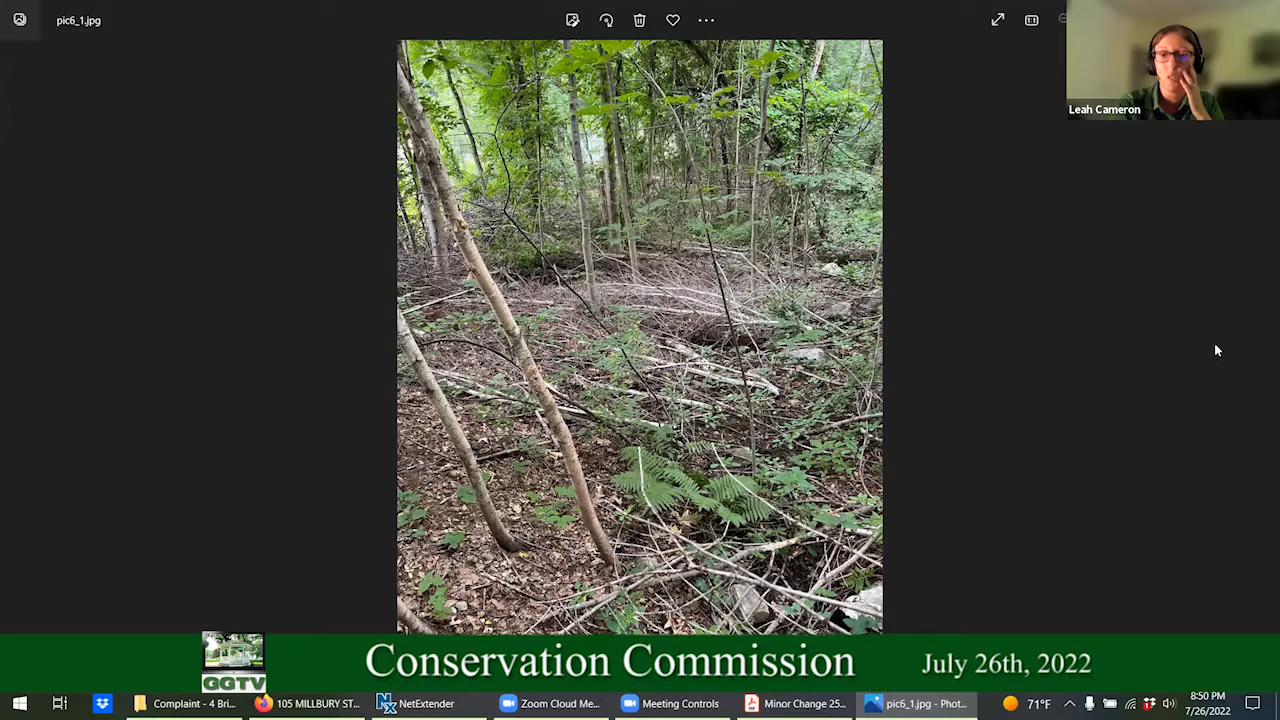 pic6_1.jpg
Leah Cameron
GGTV
Conservation Commission
July 26th, 2022
Complaint - 4 Bri...
105 MILLBURY ST...
NetExtender
Zoom Cloud Me...
Meeting Controls
Minor Change 25...
pic6_1.jpg - Phot...
71°F
8:50 PM
7/26/2022